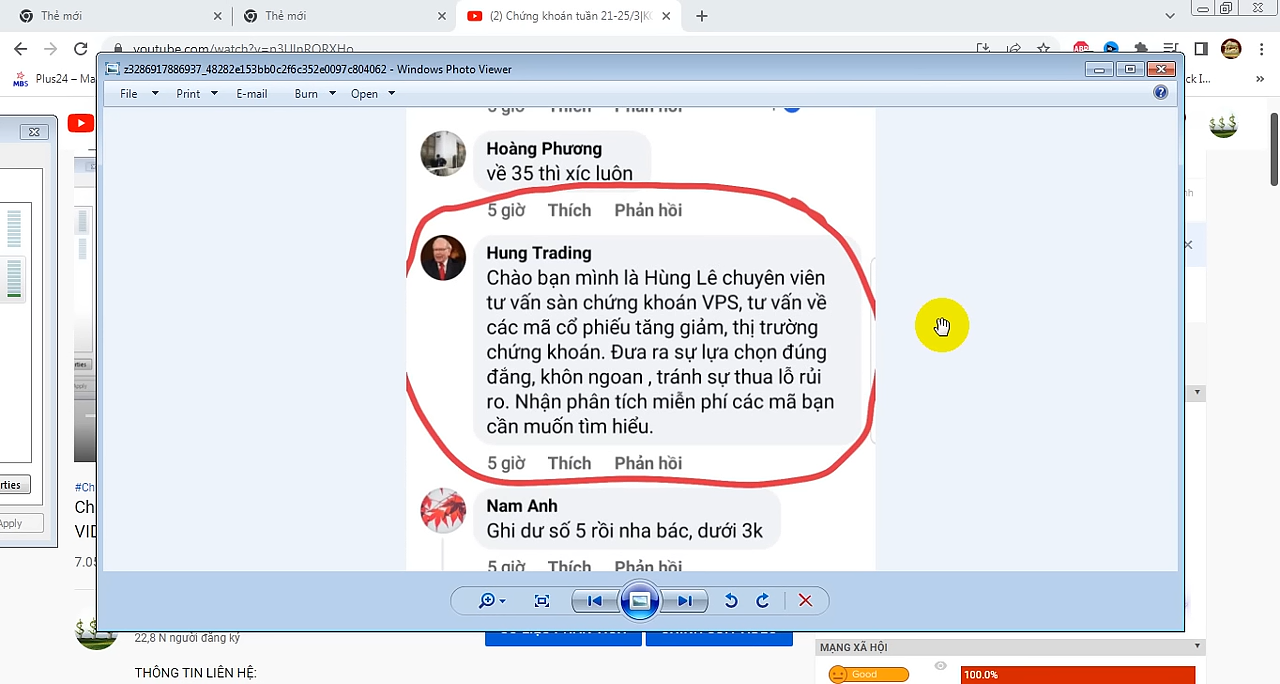 Thẻ mới
Thẻ mới
(2) Chứng khoán tuần 21-25/3|K
MBS
Plus24 – Ma
ABP
z3286917886937_48282e153bb0c2f6c352e0097c804062 - Windows Photo Viewer
File Print E-mail Burn Open
5 giờ Thích Phản hồi
Hoàng Phương
về 35 thì xíc luôn
5 giờ Thích Phản hồi
Hung Trading
Chào bạn mình là Hùng Lê chuyên viên
tư vấn sàn chứng khoán VPS, tư vấn về
các mã cổ phiếu tăng giảm, thị trường
chứng khoán. Đưa ra sự lựa chọn đúng
đắng, khôn ngoan , tránh sự thua lỗ rủi
ro. Nhận phân tích miễn phí các mã bạn
cần muốn tìm hiểu.
5 giờ Thích Phản hồi
Nam Anh
Ghi dư số 5 rồi nha bác, dưới 3k
5 giờ Thích Phản hồi
rties
Apply
#Ch
Ch
VID
7.05
22,8 N người đăng ký
THÔNG TIN LIÊN HỆ:
MẠNG XÃ HỘI
Good
100.0%